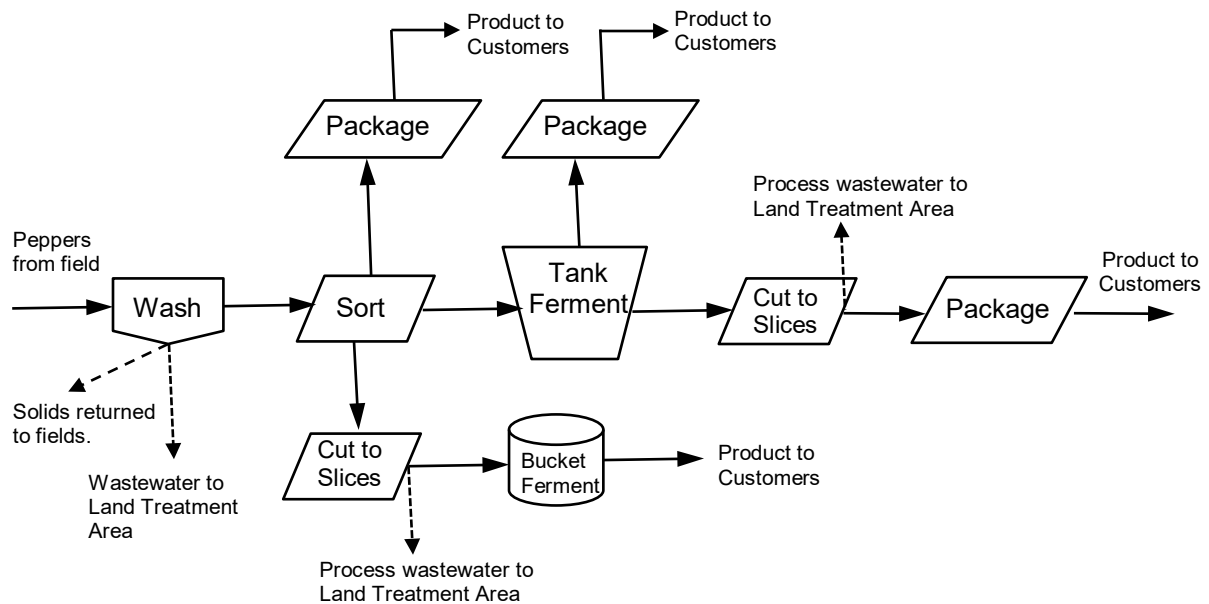 Product to
Customers
Product to
Customers
Package
Package
Process wastewater to
Land Treatment Area
Peppers
from field
Wash
Sort
Tank
Ferment
Cut to
Slices
Package
Product to
Customers
Solids returned
to fields.
Wastewater to
Land Treatment
Area
Cut to
Slices
Bucket
Ferment
Product to
Customers
Process wastewater to
Land Treatment Area